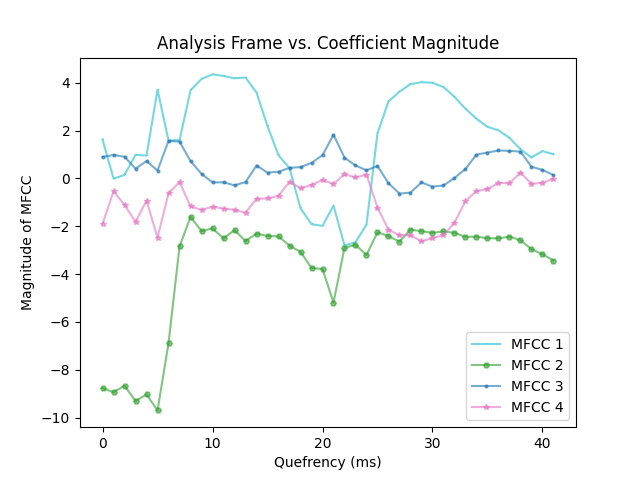 Analysis Frame vs. Coefficient Magnitude
Magnitude of MFCC
4
2
0
−2
−4
−6
−8
−10
0 10 20 30 40
Quefrency (ms)
MFCC 1
MFCC 2
MFCC 3
MFCC 4